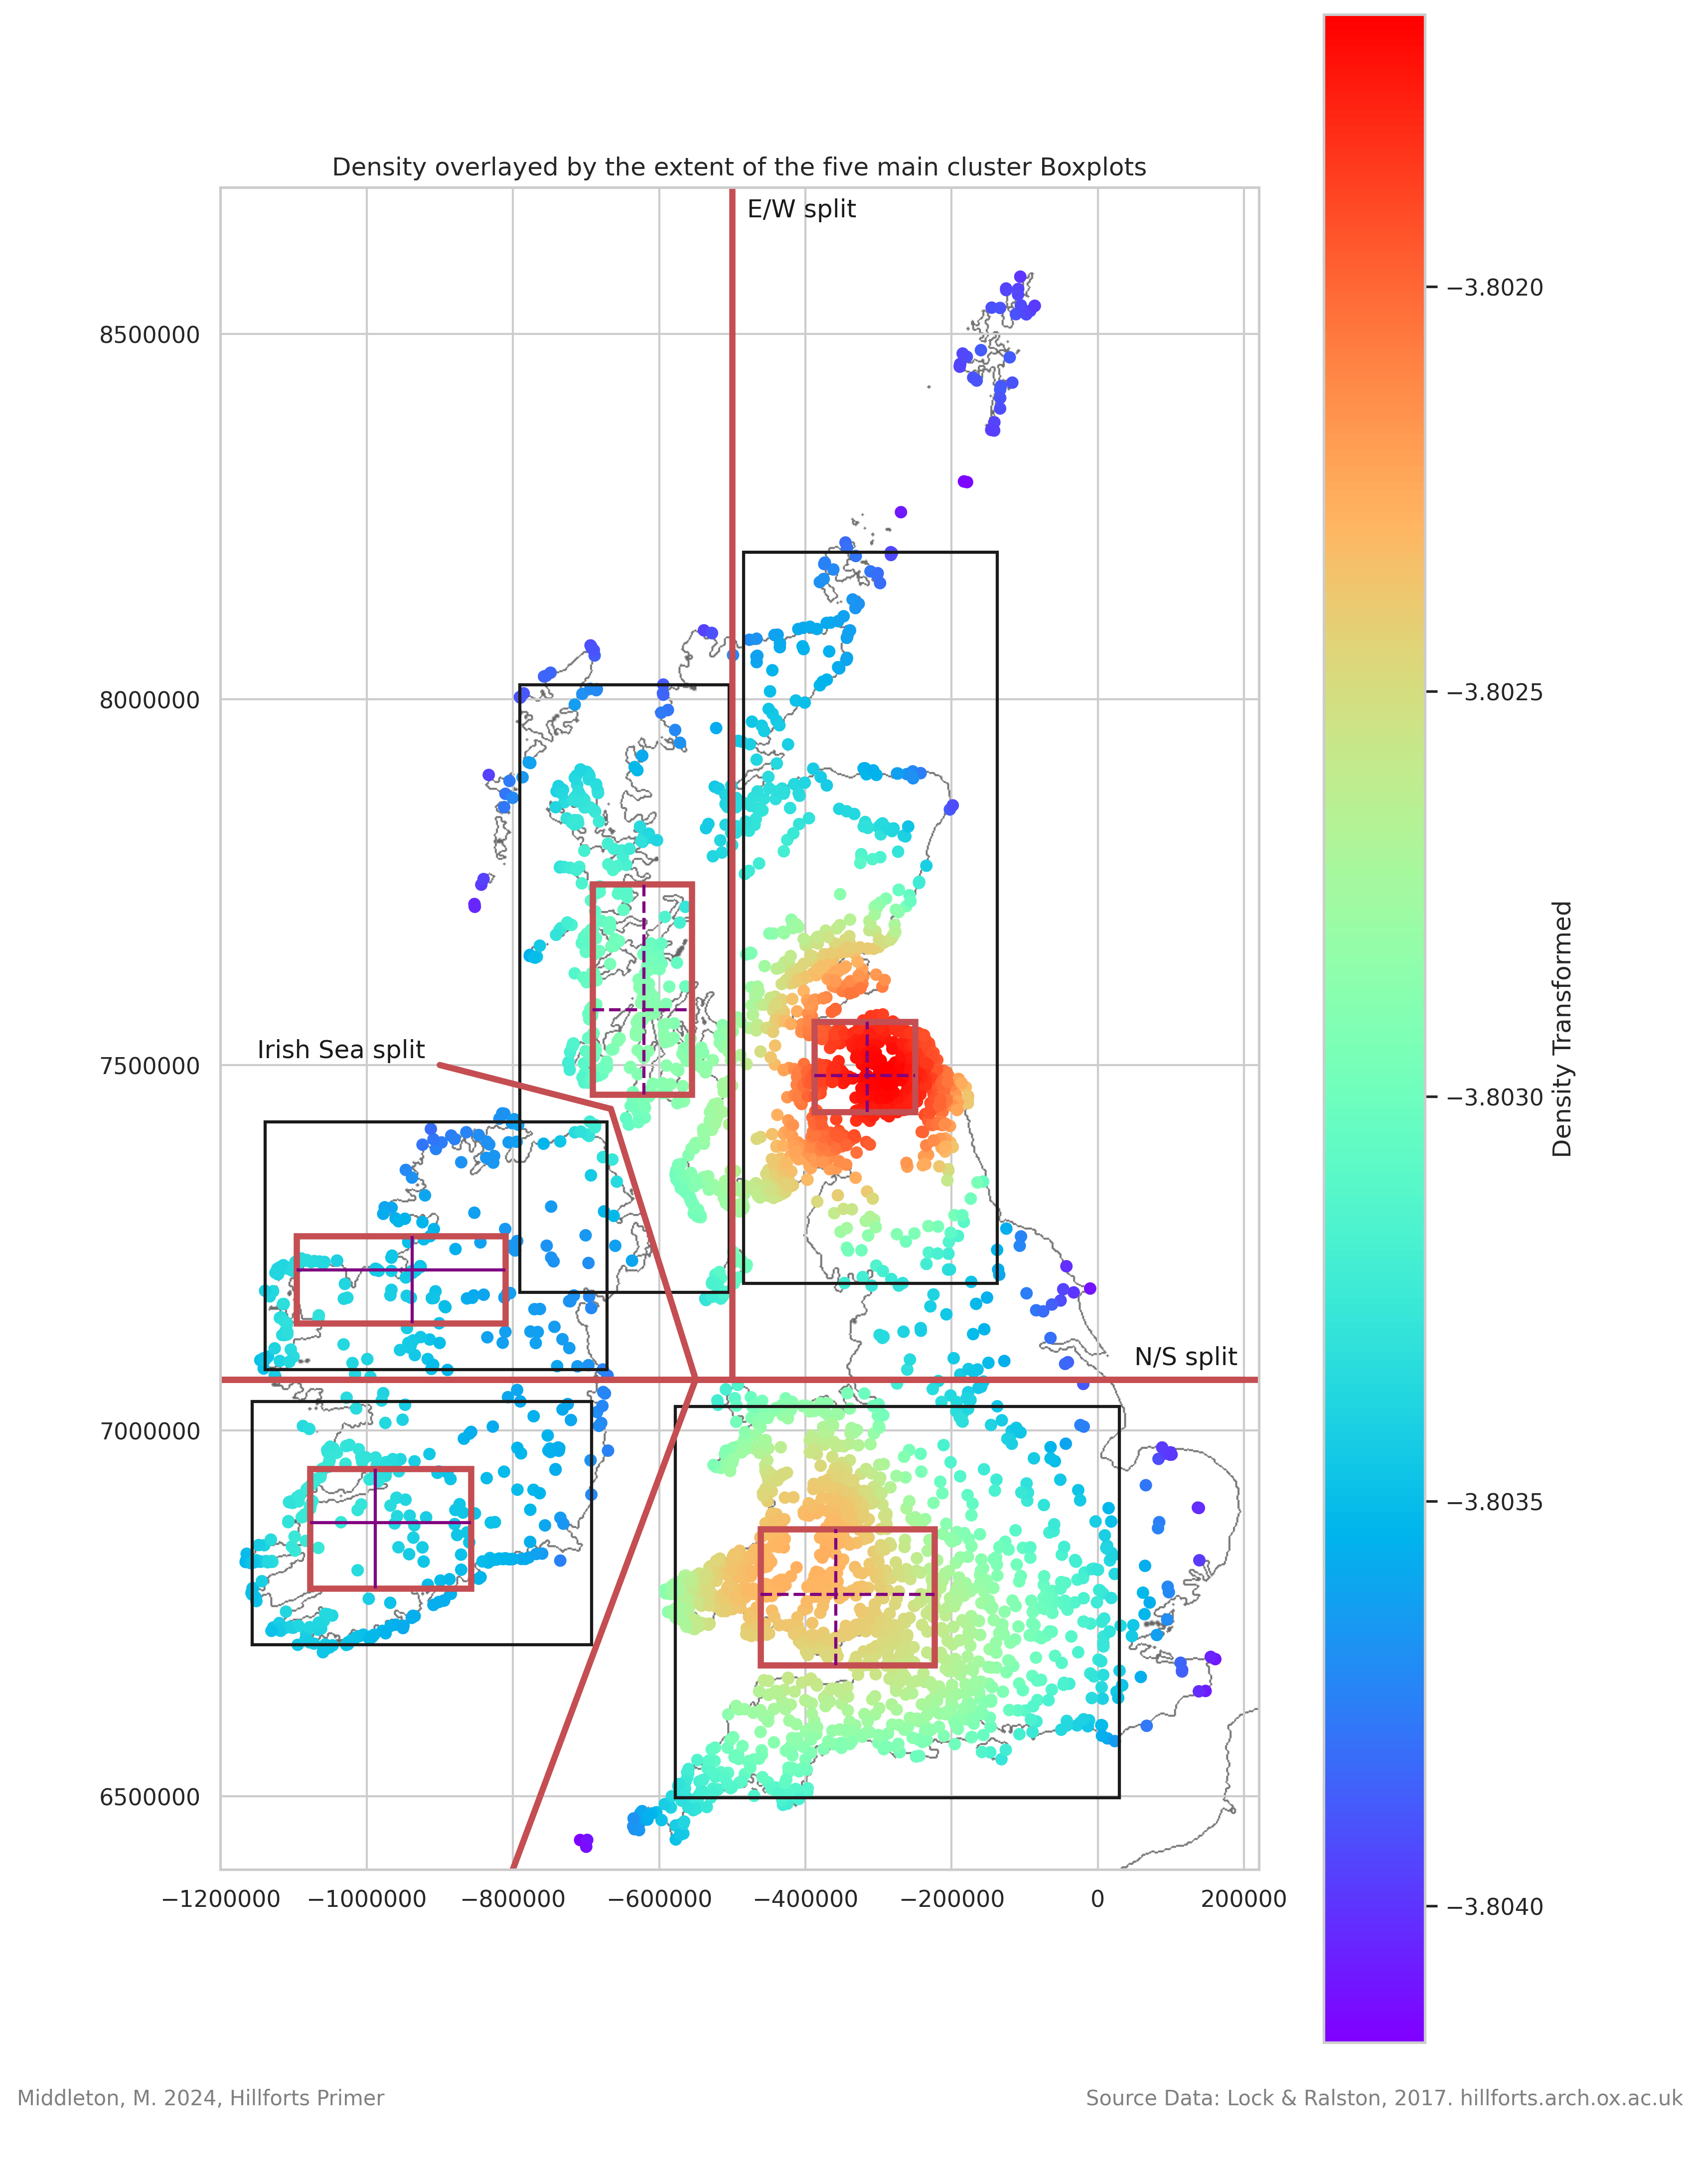 Density overlayed by the extent of the five main cluster Boxplots
E/W split
8500000
8000000
Irish Sea split
7500000
N/S split
7000000
6500000
−1200000 −1000000 −800000 −600000 −400000 −200000 0 200000
−3.8020
−3.8025
−3.8030
−3.8035
−3.8040
Density Transformed
Middleton, M. 2024, Hillforts Primer
Source Data: Lock & Ralston, 2017. hillforts.arch.ox.ac.uk